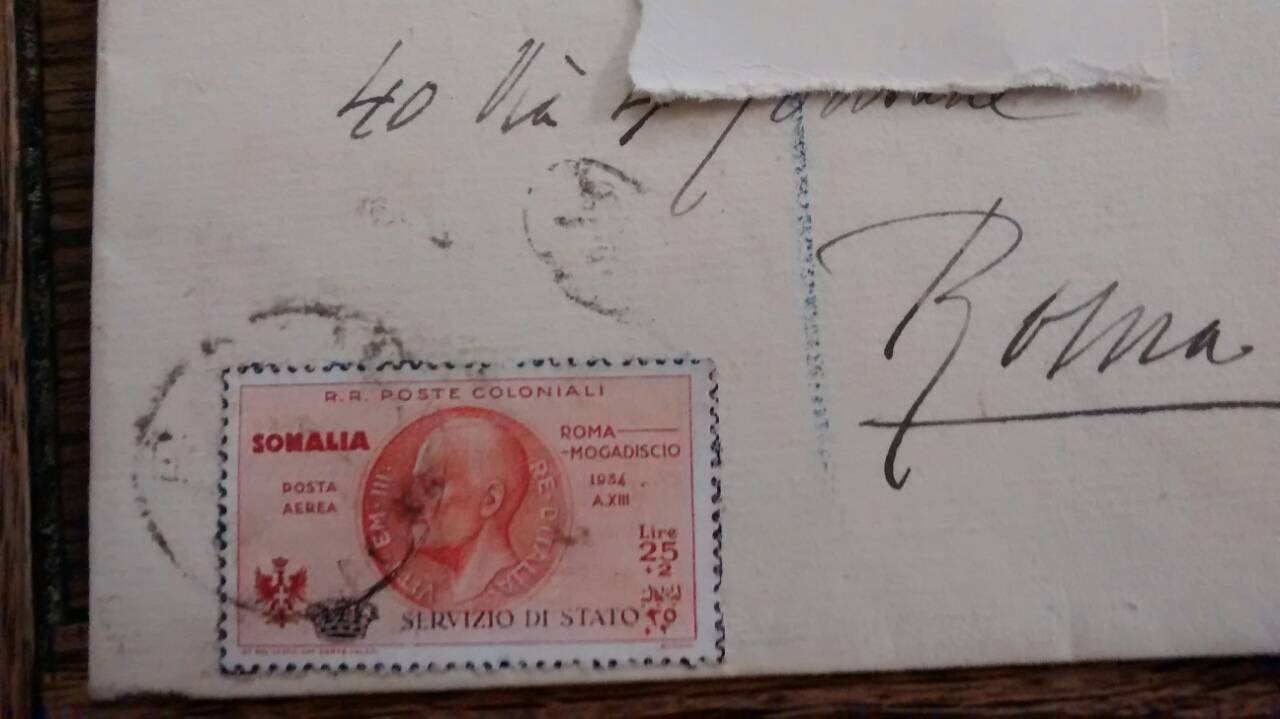 40 Via
Roma
R.R. POSTE COLONIALI
SOMALIA
ROMA
-MOGADISCIO
POSTA
AEREA
1934
A.XIII
VITT. EM. III. RE D'ITALIA
Lire
25
+2
٢٥
SERVIZIO DI STATO